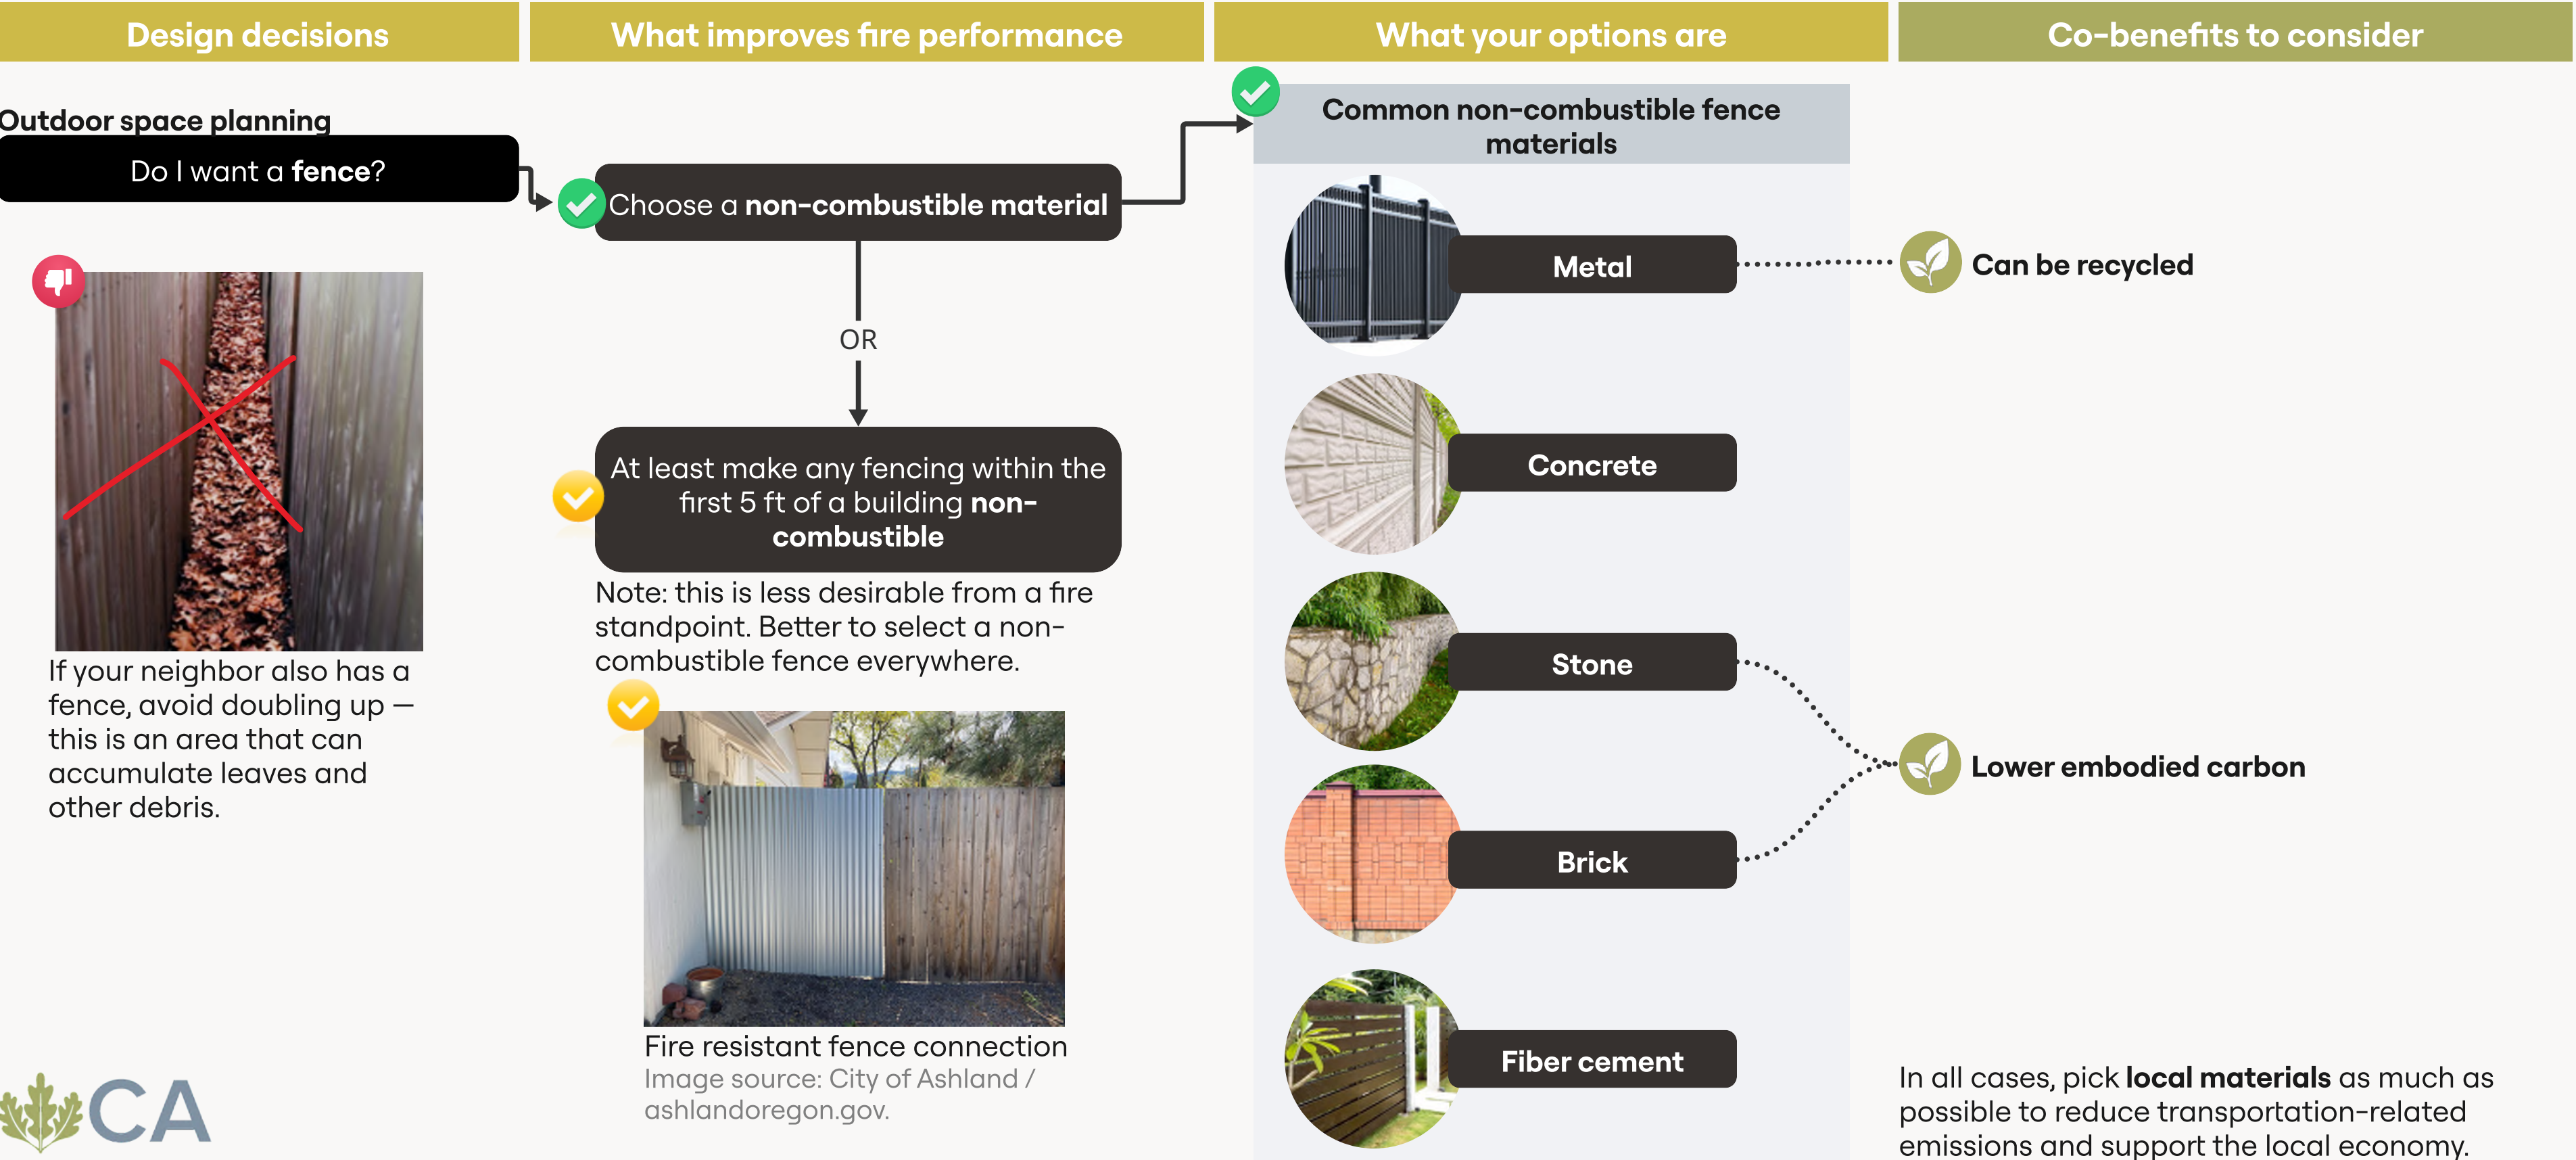 Design decisions
What improves fire performance
What your options are
Co-benefits to consider
Outdoor space planning
Do I want a fence?
If your neighbor also has a
fence, avoid doubling up —
this is an area that can
accumulate leaves and
other debris.
Choose a non-combustible material
OR
At least make any fencing within the
first 5 ft of a building non-
combustible
Note: this is less desirable from a fire
standpoint. Better to select a non-
combustible fence everywhere.
Fire resistant fence connection
Image source: City of Ashland /
ashlandoregon.gov.
Common non-combustible fence
materials
Metal
Concrete
Stone
Brick
Fiber cement
Can be recycled
Lower embodied carbon
In all cases, pick local materials as much as
possible to reduce transportation-related
emissions and support the local economy.
CA